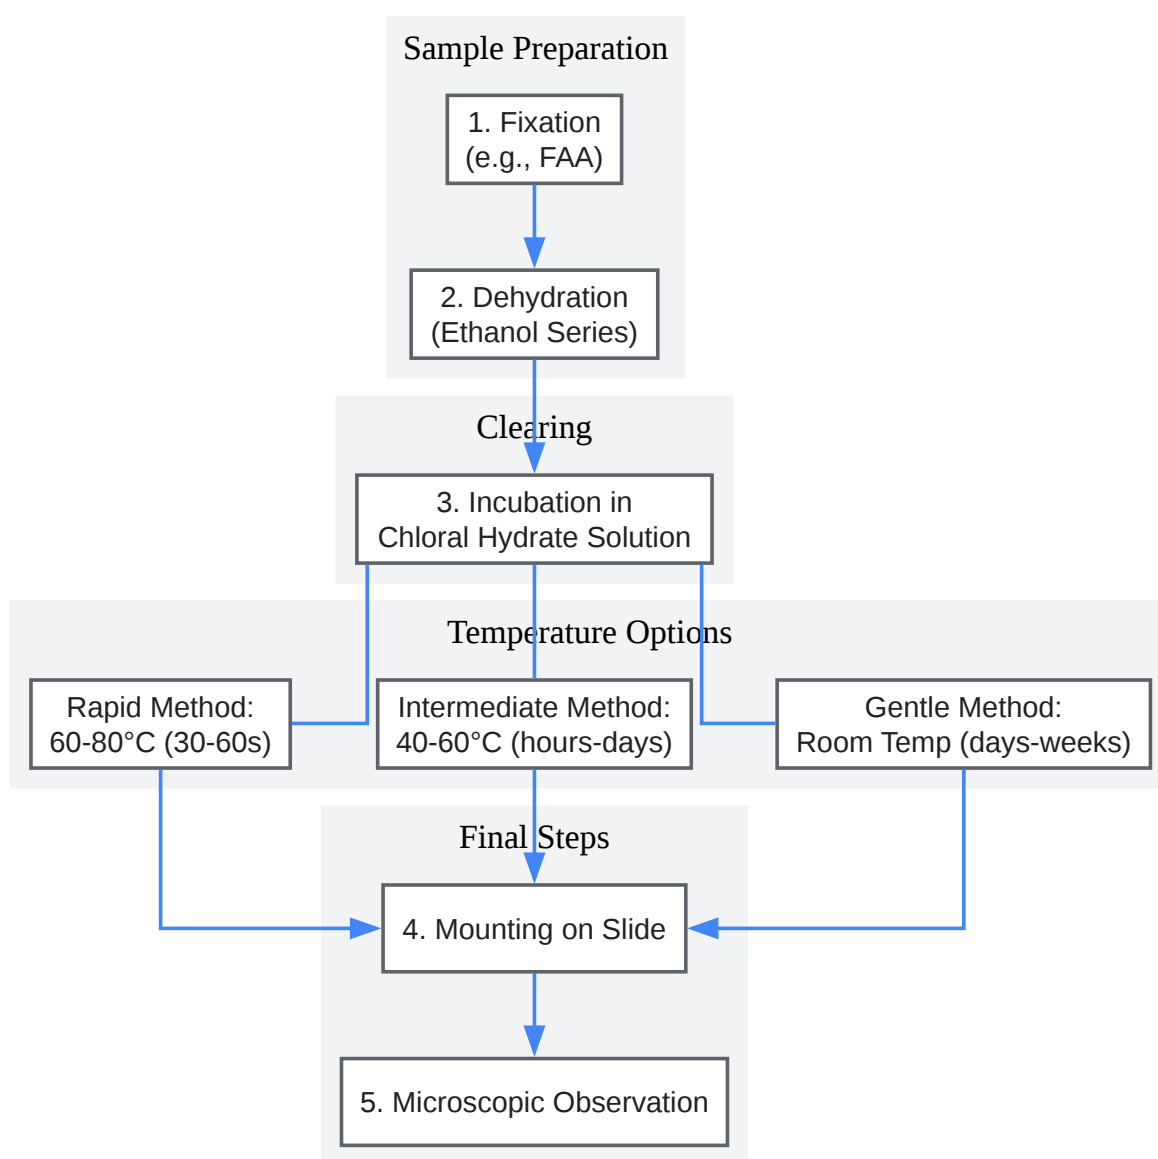 Sample Preparation
1. Fixation
(e.g., FAA)
2. Dehydration
(Ethanol Series)
Clearing
3. Incubation in
Chloral Hydrate Solution
Temperature Options
Rapid Method:
60-80°C (30-60s)
Intermediate Method:
40-60°C (hours-days)
Gentle Method:
Room Temp (days-weeks)
Final Steps
4. Mounting on Slide
5. Microscopic Observation